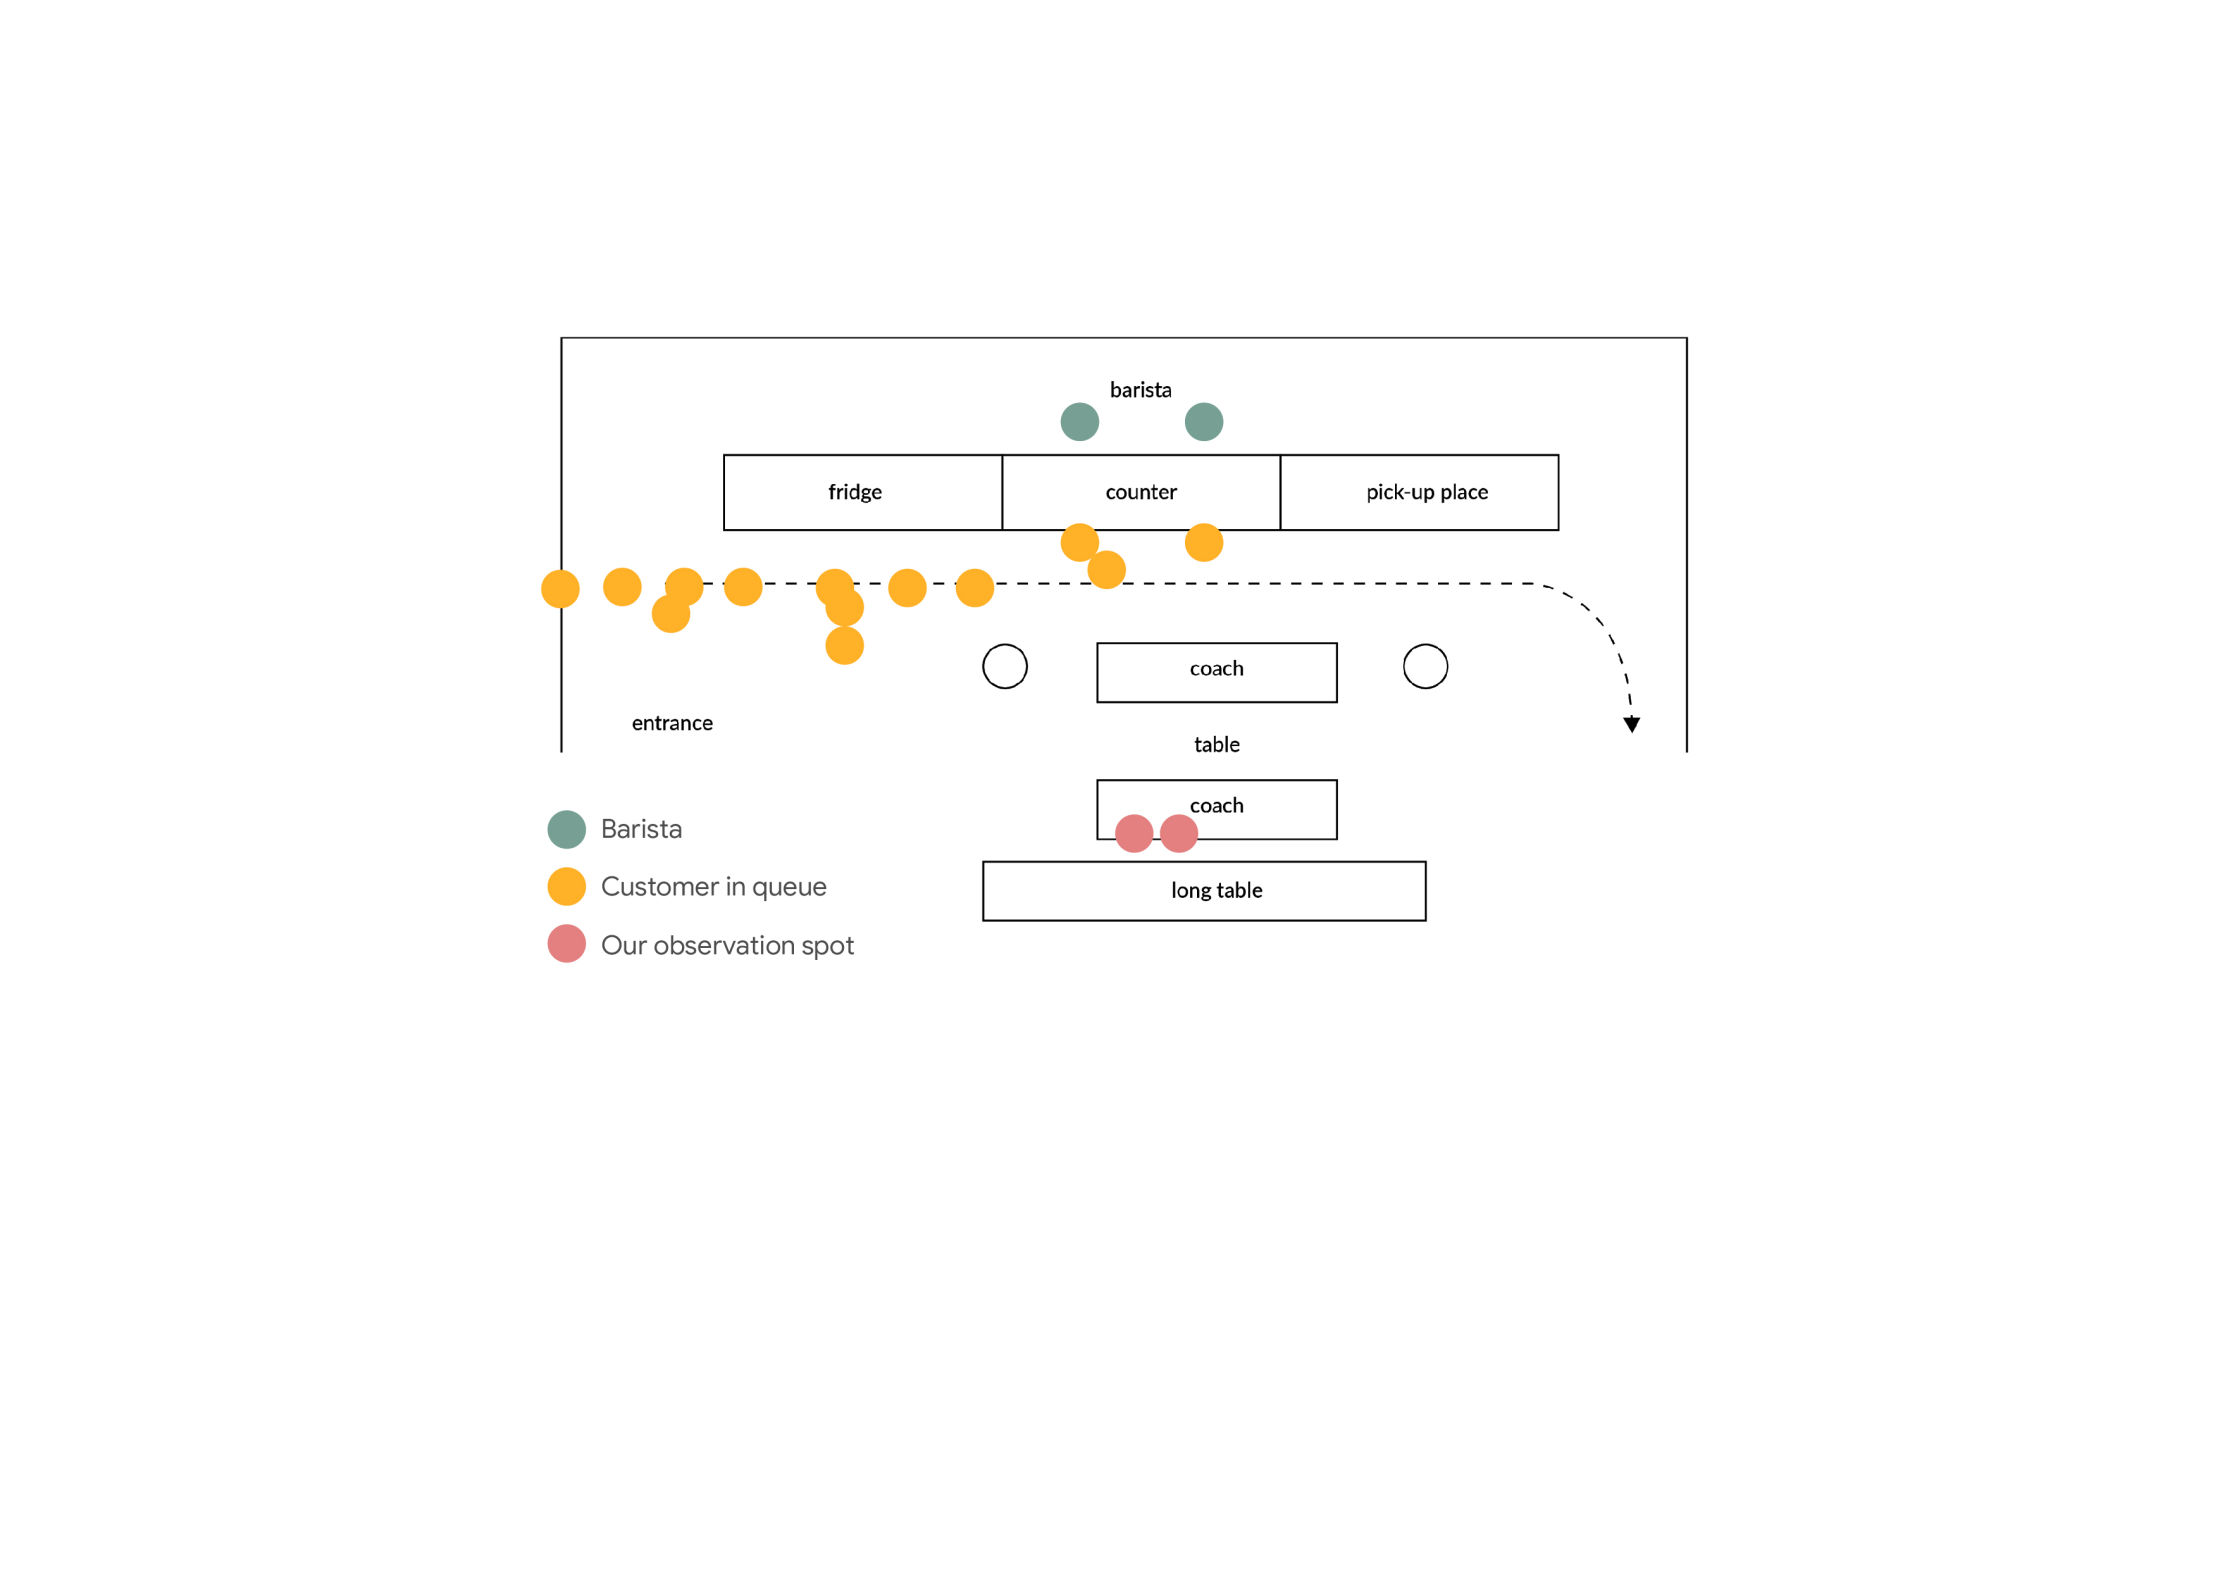 barista
fridge
counter
pick-up place
coach
entrance
table
coach
Barista
long table
Customer in queue
Our observation spot